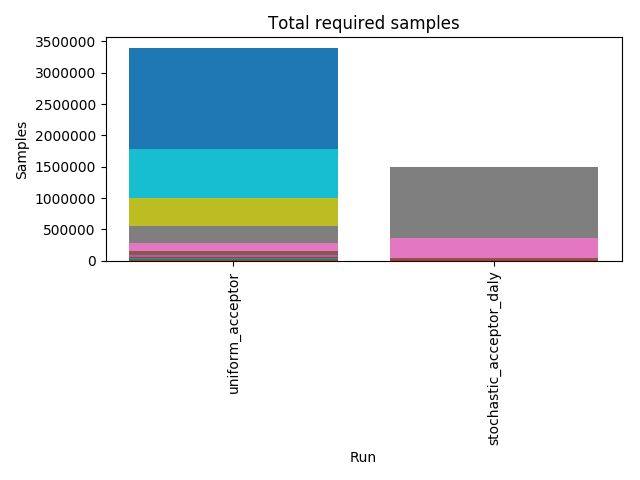 Total required samples
3500000
3000000
2500000
2000000
1500000
1000000
500000
0
Samples
uniform_acceptor
stochastic_acceptor_daly
Run